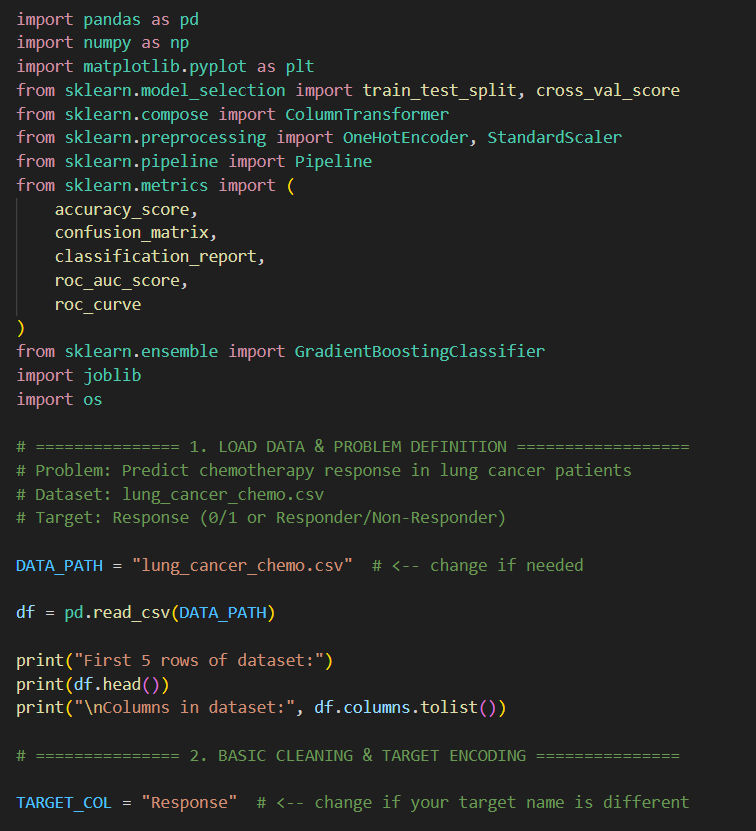 import pandas as pd
import numpy as np
import matplotlib.pyplot as plt
from sklearn.model_selection import train_test_split, cross_val_score
from sklearn.compose import ColumnTransformer
from sklearn.preprocessing import OneHotEncoder, StandardScaler
from sklearn.pipeline import Pipeline
from sklearn.metrics import (
    accuracy_score,
    confusion_matrix,
    classification_report,
    roc_auc_score,
    roc_curve
)
from sklearn.ensemble import GradientBoostingClassifier
import joblib
import os

# =============== 1. LOAD DATA & PROBLEM DEFINITION ==================
# Problem: Predict chemotherapy response in lung cancer patients
# Dataset: lung_cancer_chemo.csv
# Target: Response (0/1 or Responder/Non-Responder)

DATA_PATH = "lung_cancer_chemo.csv"  # <-- change if needed

df = pd.read_csv(DATA_PATH)

print("First 5 rows of dataset:")
print(df.head())
print("\nColumns in dataset:", df.columns.tolist())

# =============== 2. BASIC CLEANING & TARGET ENCODING ===============

TARGET_COL = "Response"  # <-- change if your target name is different